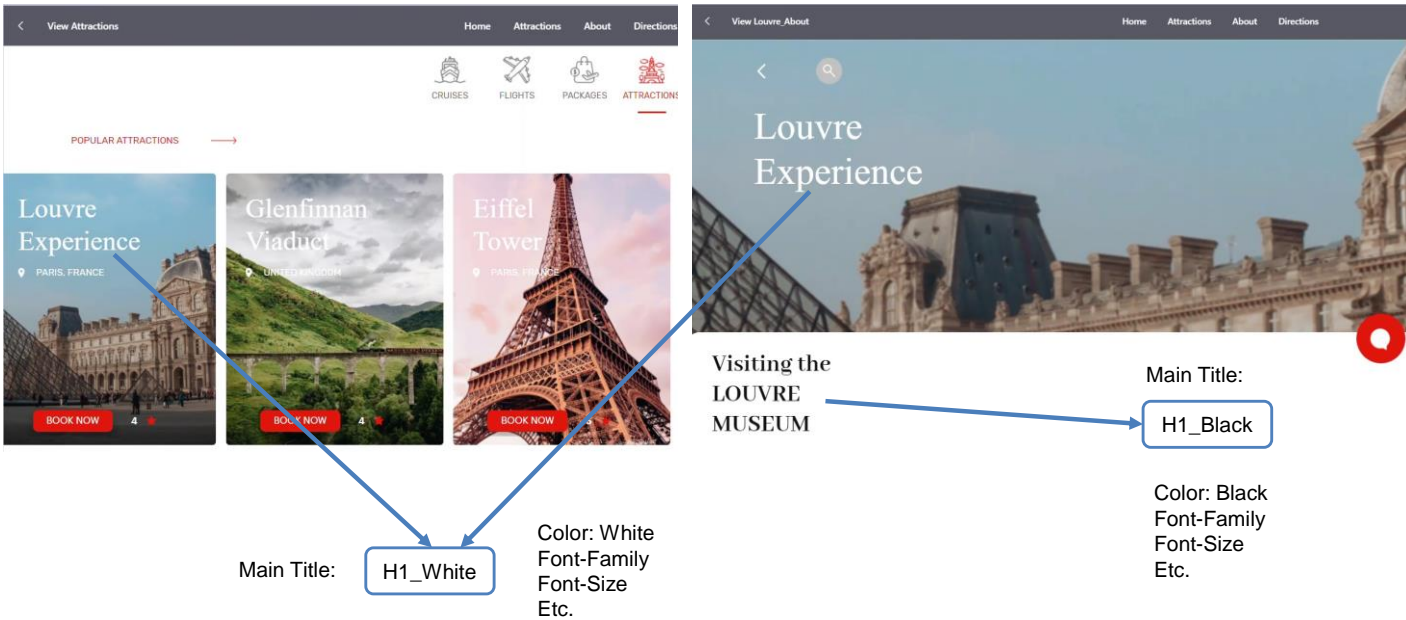 View Attractions
Home Attractions About Directions
CRUISES FLIGHTS PACKAGES ATTRACTIONS
POPULAR ATTRACTIONS
Louvre
Experience
PARIS, FRANCE
BOOK NOW 4
Glenfinnan
Viaduct
UNITED KINGDOM
BOOK NOW 4
Eiffel
Tower
PARIS, FRANCE
BOOK NOW
View Louvre_About
Home Attractions About Directions
Louvre
Experience
Visiting the
LOUVRE
MUSEUM
Main Title:
H1_Black
Color: Black
Font-Family
Font-Size
Etc.
Main Title:
H1_White
Color: White
Font-Family
Font-Size
Etc.